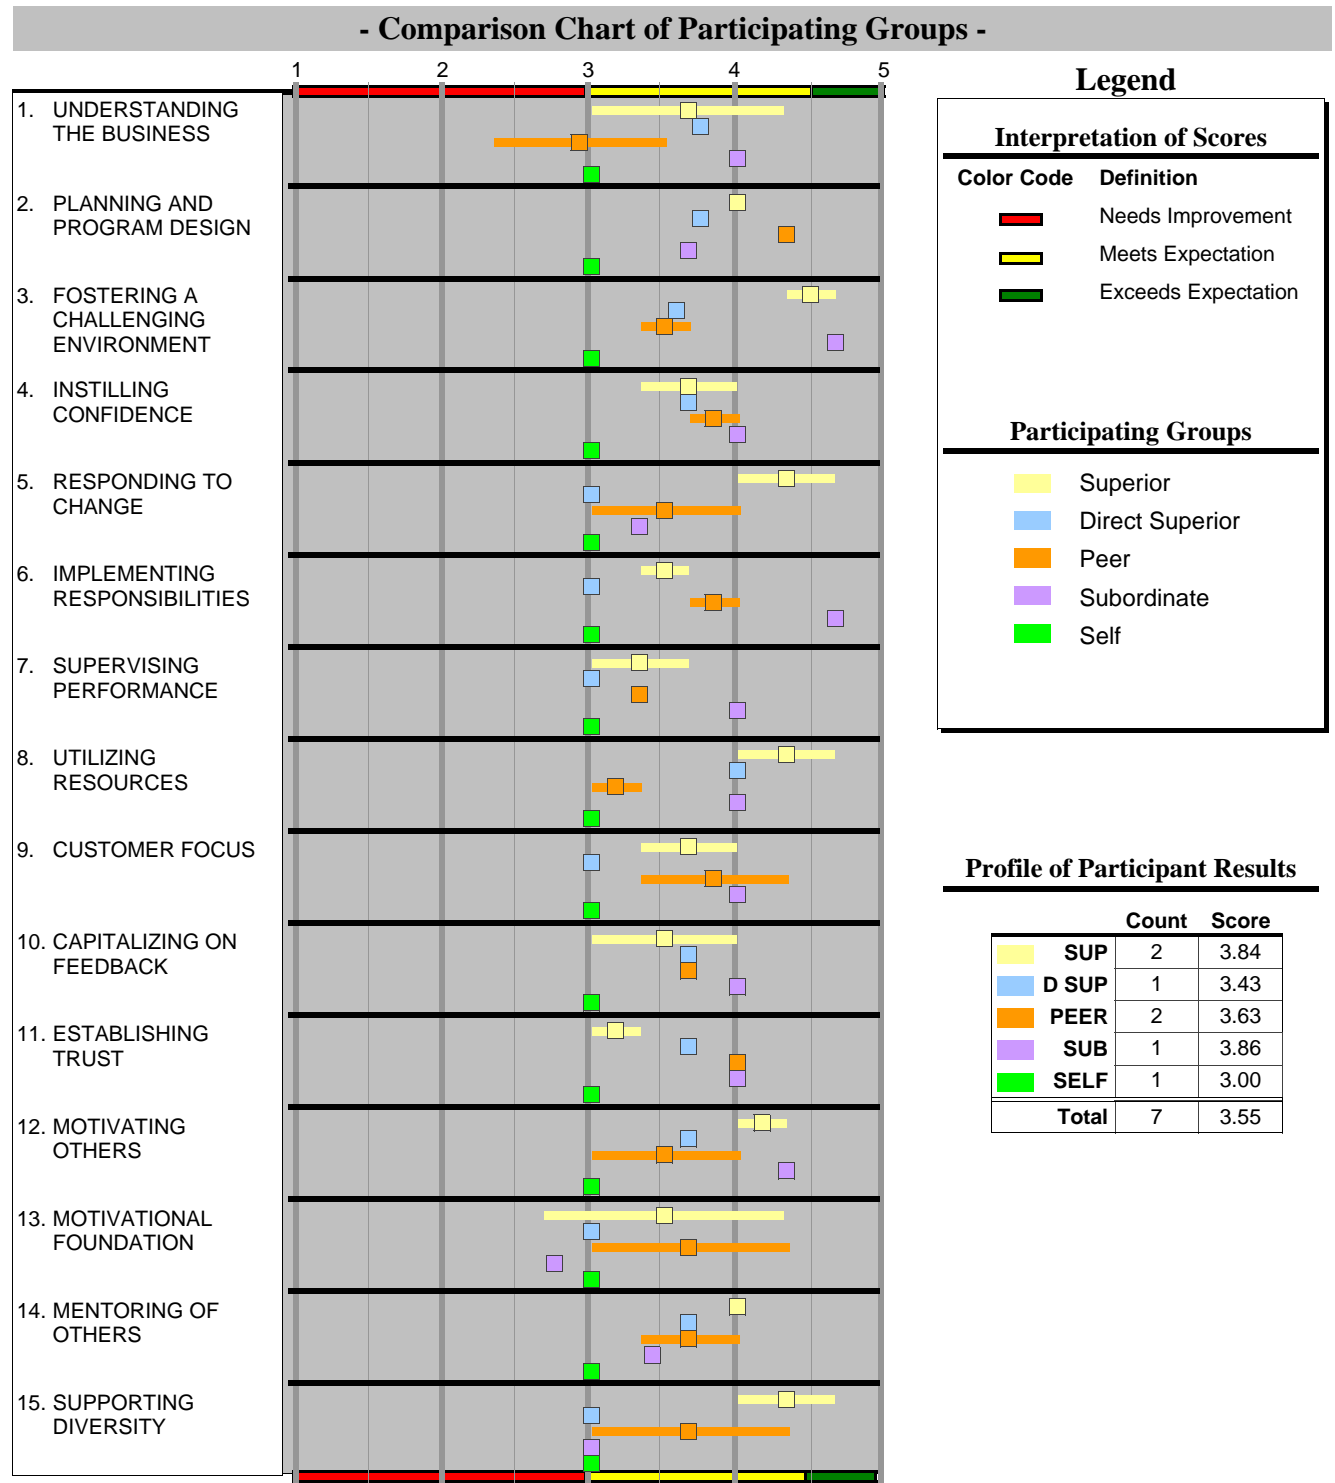 - Comparison Chart of Participating Groups -
1 2 3 4 5
1. UNDERSTANDING
THE BUSINESS
2. PLANNING AND
PROGRAM DESIGN
3. FOSTERING A
CHALLENGING
ENVIRONMENT
4. INSTILLING
CONFIDENCE
5. RESPONDING TO
CHANGE
6. IMPLEMENTING
RESPONSIBILITIES
7. SUPERVISING
PERFORMANCE
8. UTILIZING
RESOURCES
9. CUSTOMER FOCUS
10. CAPITALIZING ON
FEEDBACK
11. ESTABLISHING
TRUST
12. MOTIVATING
OTHERS
13. MOTIVATIONAL
FOUNDATION
14. MENTORING OF
OTHERS
15. SUPPORTING
DIVERSITY
Legend
Interpretation of Scores
Color Code Definition
Needs Improvement
Meets Expectation
Exceeds Expectation
Participating Groups
Superior
Direct Superior
Peer
Subordinate
Self
Profile of Participant Results
Count Score
SUP 2 3.84
D SUP 1 3.43
PEER 2 3.63
SUB 1 3.86
SELF 1 3.00
Total 7 3.55